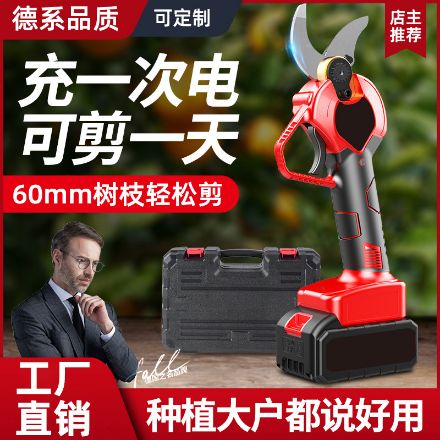 德系品质
可定制
店主
推荐
充一次电
可剪一天
60mm树枝轻松剪
工厂
直销
种植大户都说好用